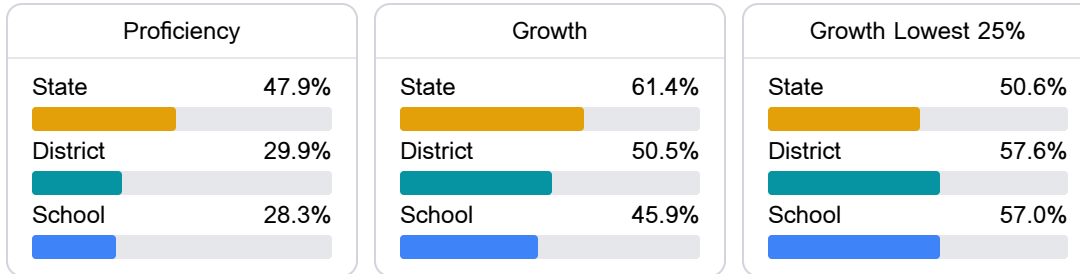 Proficiency
State 47.9%
District 29.9%
School 28.3%
Growth
State 61.4%
District 50.5%
School 45.9%
Growth Lowest 25%
State 50.6%
District 57.6%
School 57.0%